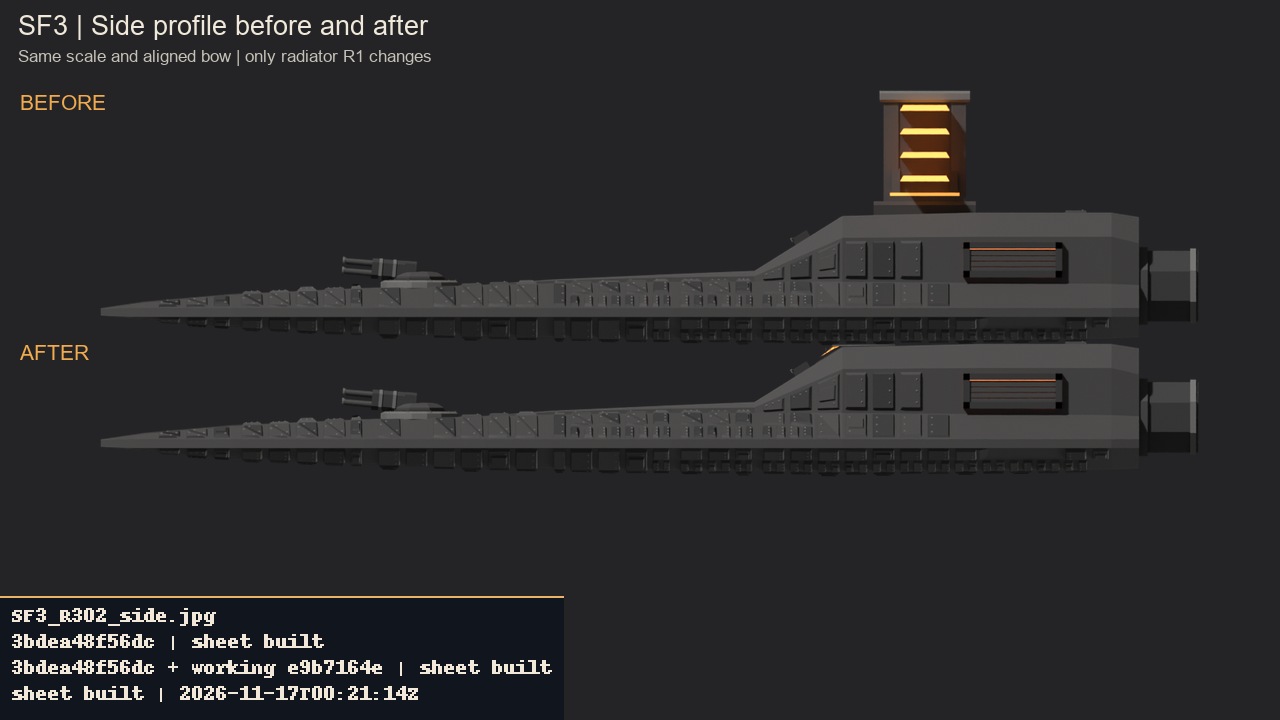 SF3 | Side profile before and after
Same scale and aligned bow | only radiator R1 changes
BEFORE
AFTER
SF3_R302_side.jpg
3bdea48f56dc | sheet built
3bdea48f56dc + working e9b7164e | sheet built
sheet built | 2026-11-17T00:21:14Z